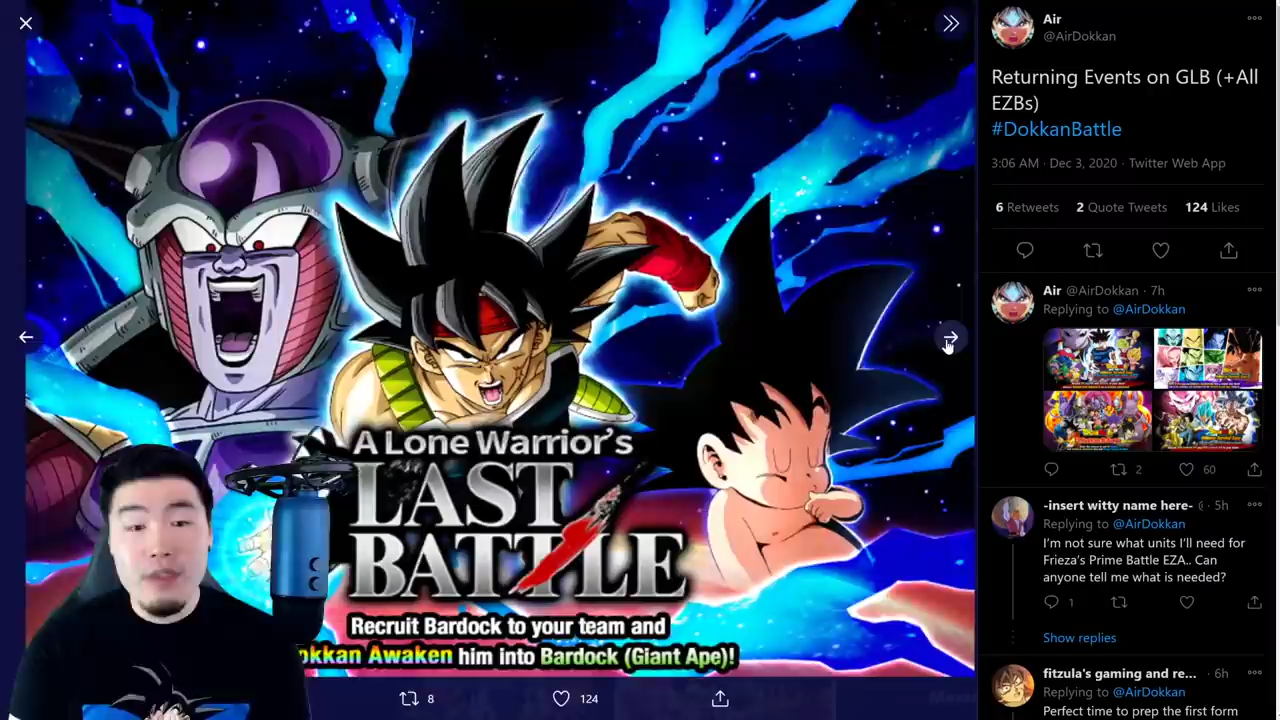 A Lone Warrior's
LAST
BATTLE
Recruit Bardock to your team and
okkan Awaken him into Bardock (Giant Ape)!
8
124
Air
@AirDokkan
Returning Events on GLB (+All
EZBs)
#DokkanBattle
3:06 AM · Dec 3, 2020 · Twitter Web App
6 Retweets 2 Quote Tweets 124 Likes
Air @AirDokkan · 7h
Replying to @AirDokkan
2
60
-insert witty name here- · 5h
Replying to @AirDokkan
I'm not sure what units I'll need for
Frieza's Prime Battle EZA.. Can
anyone tell me what is needed?
1
Show replies
fitzula's gaming and re... · 6h
Replying to @AirDokkan
Perfect time to prep the first form